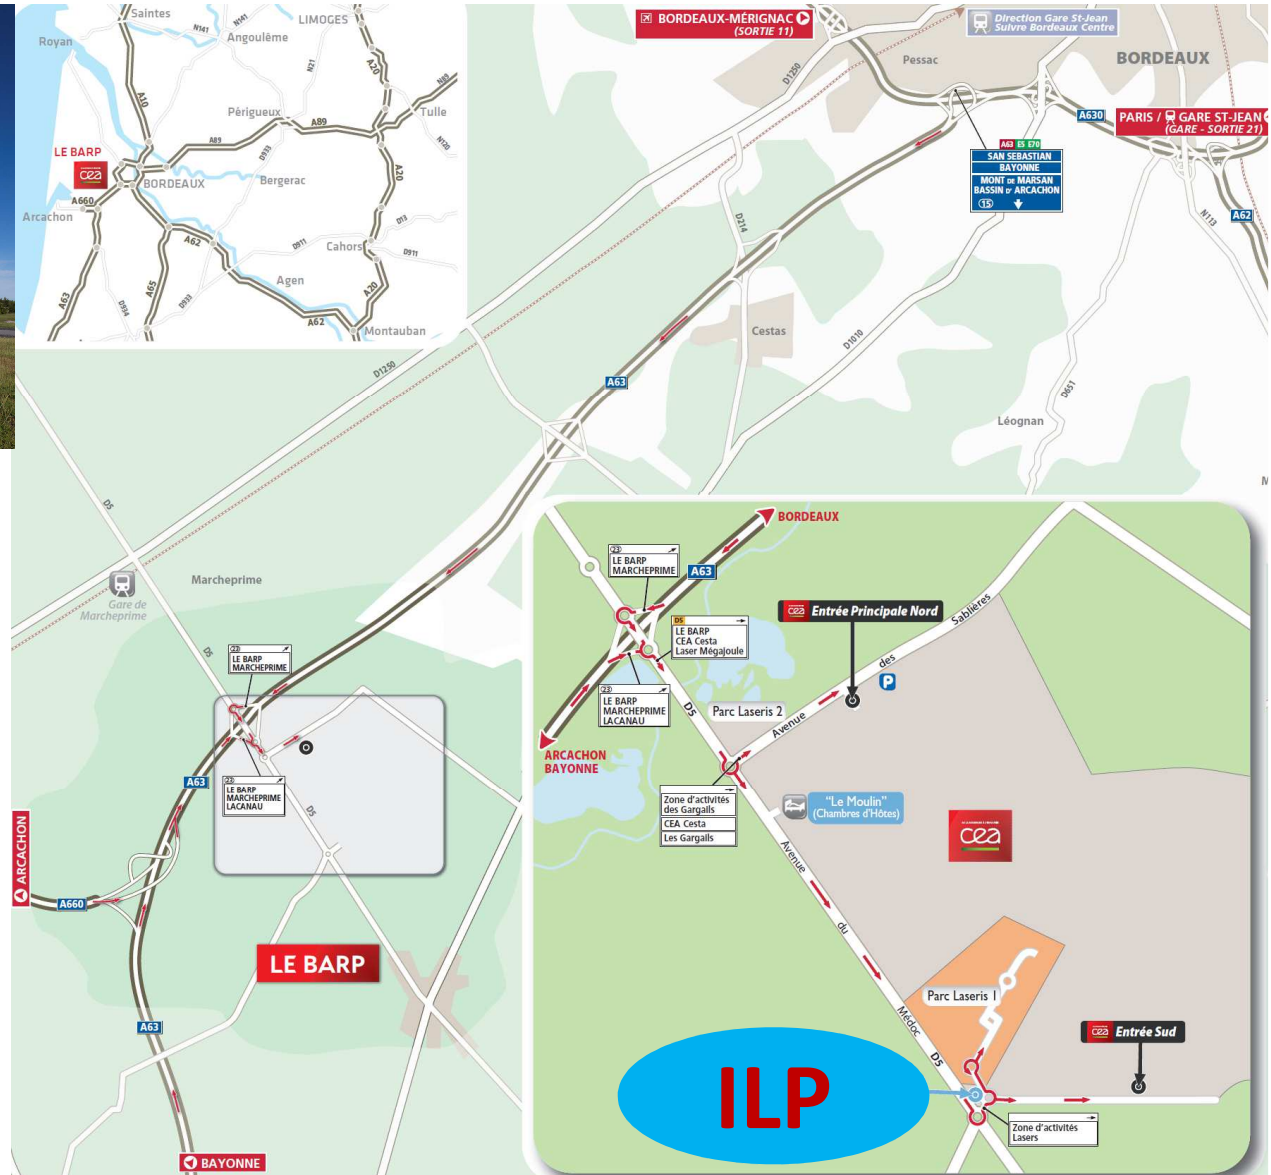 Saintes
LIMOGES
N141
N141
Angoulême
Royan
N21
A20
N89
A10
Périgueux
A89
Tulle
A89
D933
N120
LE BARP
cea
A20
BORDEAUX
Bergerac
A660
Arcachon
D13
A62
D911
Cahors
D911
Agen
A63
A65
D933
D934
A20
A62
Montauban
BORDEAUX-MÉRIGNAC
(SORTIE 11)
Direction Gare St-Jean
Suivre Bordeaux Centre
Pessac
BORDEAUX
D1250
A630
PARIS / GARE ST-JEAN
(GARE - SORTIE 21)
A63 E5 E70
SAN SEBASTIAN
BAYONNE
MONT DE MARSAN
BASSIN D' ARCACHON
15
D214
N113
A62
Cestas
D1010
D1250
A63
D651
Léognan
D5
Marcheprime
Gare de
Marcheprime
D5
23
LE BARP
MARCHEPRIME
A63
23
LE BARP
MARCHEPRIME
LACANAU
D5
ARCACHON
A660
LE BARP
A63
BAYONNE
BORDEAUX
23
LE BARP
MARCHEPRIME
A63
D5
LE BARP
CEA Cesta
Laser Mégajoule
cea Entrée Principale Nord
Avenue des Sablières
P
23
LE BARP
MARCHEPRIME
LACANAU
D5
Parc Laseris 2
ARCACHON
BAYONNE
Zone d'activités
des Gargails
CEA Cesta
Les Gargails
"Le Moulin"
(Chambres d'Hôtes)
cea
Avenue du Médoc
D5
Parc Laseris 1
cea Entrée Sud
ILP
Zone d'activités
Lasers